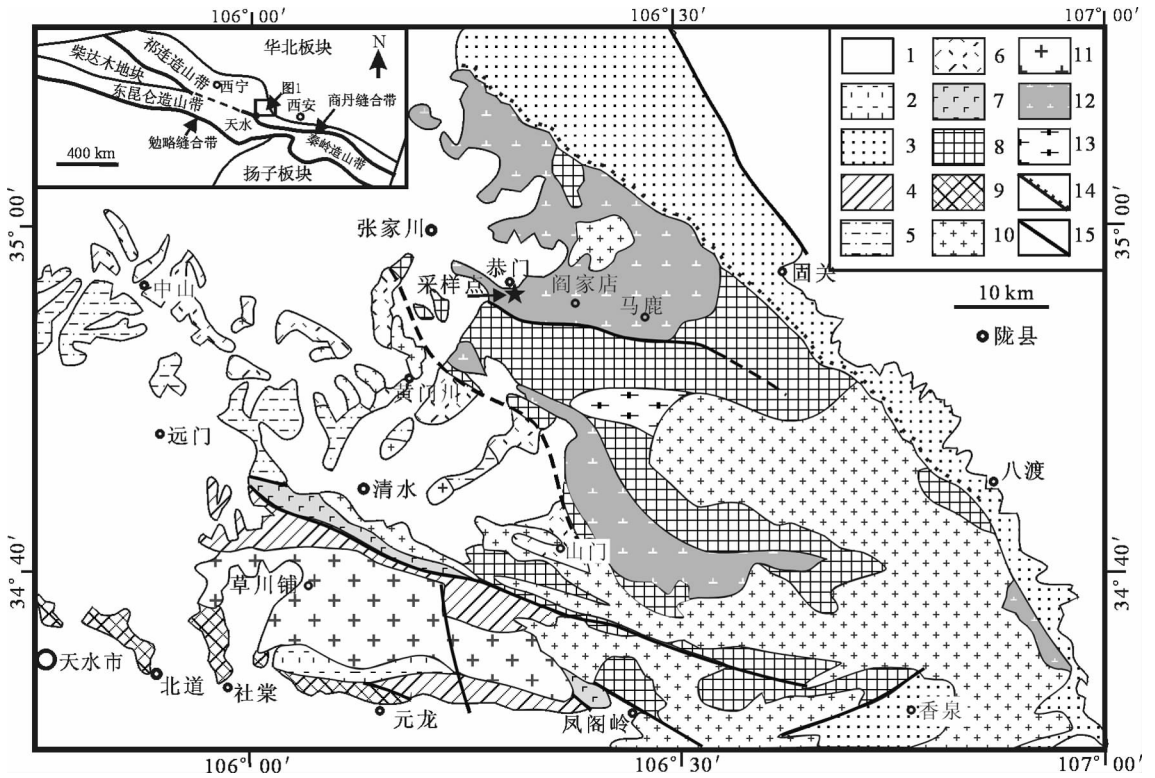 106°00′
106°30′
107°00′
华北板块
N
祁连造山带
柴达木地块
西宁
图1
西安
商丹缝合带
东昆仑造山带
天水
勉略缝合带
秦岭造山带
400 km
扬子板块
1
6
11
2
7
12
3
8
13
4
9
14
5
10
15
35°00′
35°00′
张家川
恭门
固关
中山
采样点
阎家店
马鹿
10 km
陇县
黄门川
远门
清水
八渡
山门
34°40′
34°40′
草川铺
天水市
北道
社棠
元龙
凤阁岭
香泉
106°00′
106°30′
107°00′